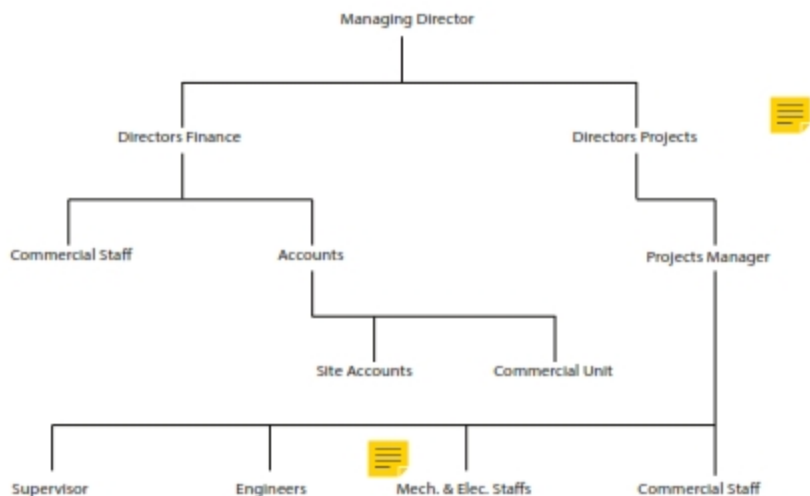 Managing Director
Directors Finance
Directors Projects
Commercial Staff
Accounts
Projects Manager
Site Accounts
Commercial Unit
Supervisor
Engineers
Mech. & Elec. Staffs
Commercial Staff